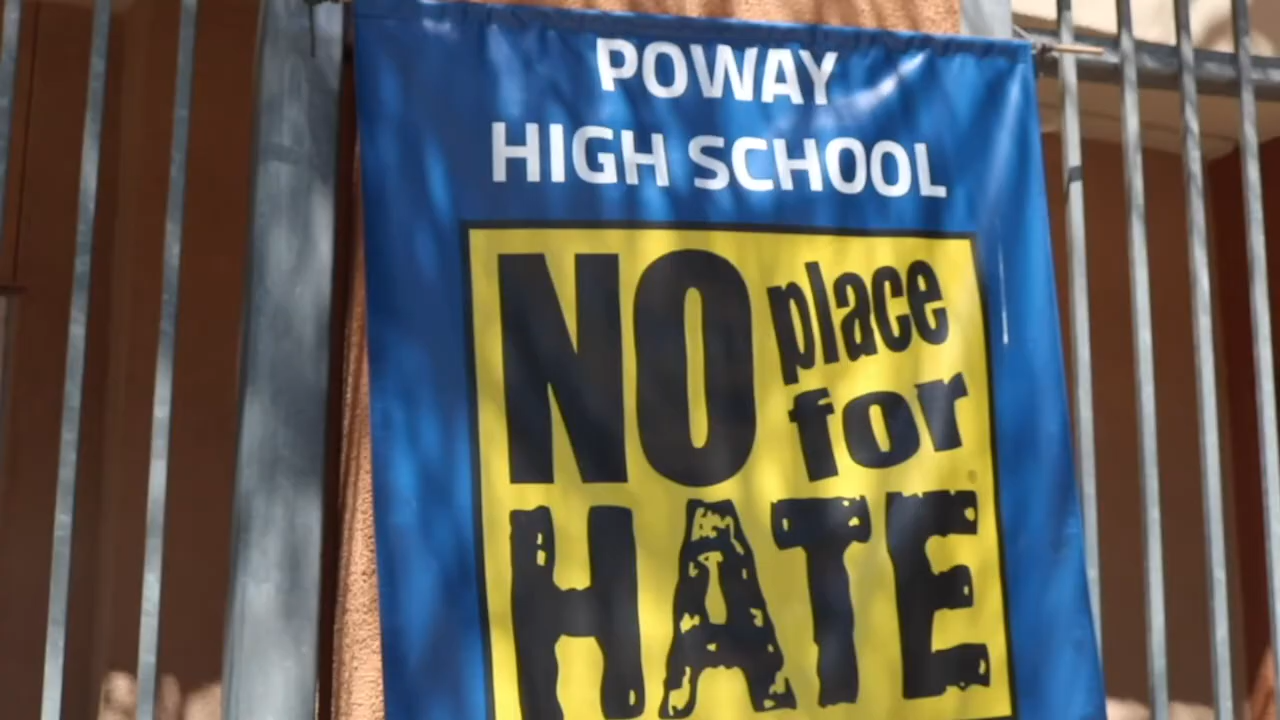 POWAY
HIGH SCHOOL
NO place
for
HATE